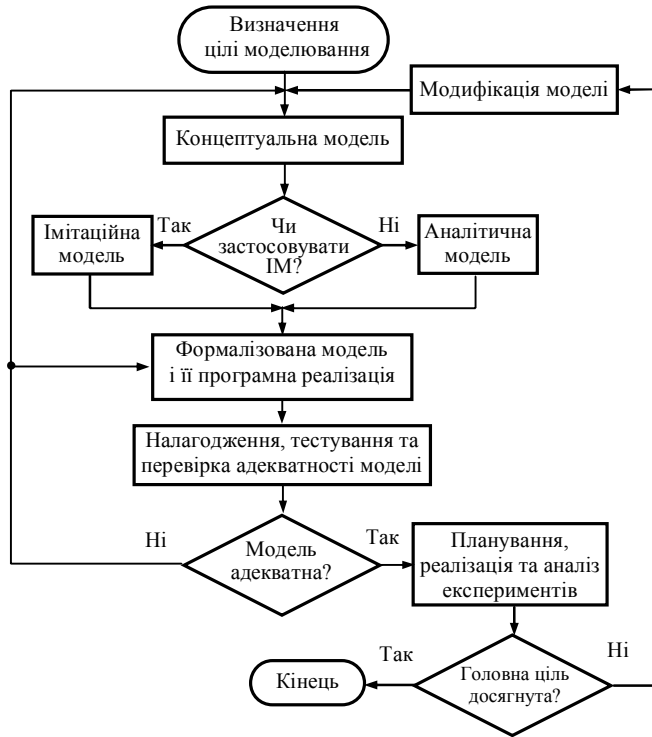 Визначення
цілі моделювання
Модифікація моделі
Концептуальна модель
Так
Ні
Імітаційна
модель
Чи
застосовувати
ІМ?
Аналітична
модель
Формалізована модель
і її програмна реалізація
Налагодження, тестування та
перевірка адекватності моделі
Ні
Модель
адекватна?
Так
Планування,
реалізація та аналіз
експериментів
Кінець
Так
Головна ціль
досягнута?
Ні